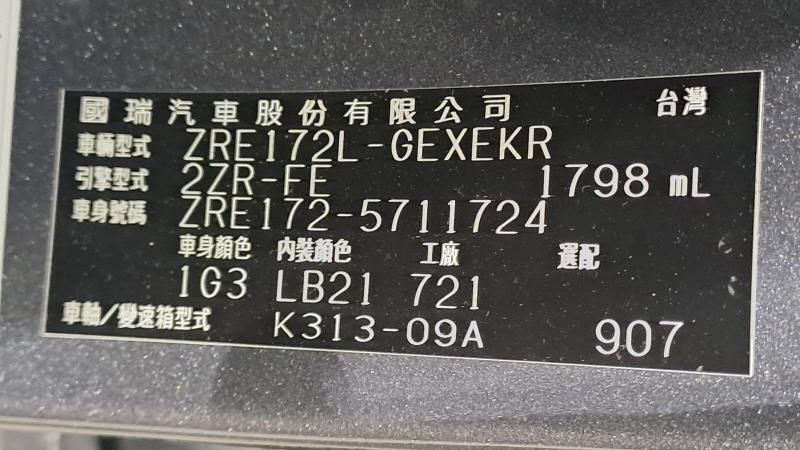 國瑞汽車股份有限公司 台灣
車輛型式 ZRE172L-GEXEKR
引擎型式 2ZR-FE 1798 mL
車身號碼 ZRE172-5711724
車身顏色 內裝顏色 工廠 選配
1G3 LB21 721
車軸/變速箱型式 K313-09A 907